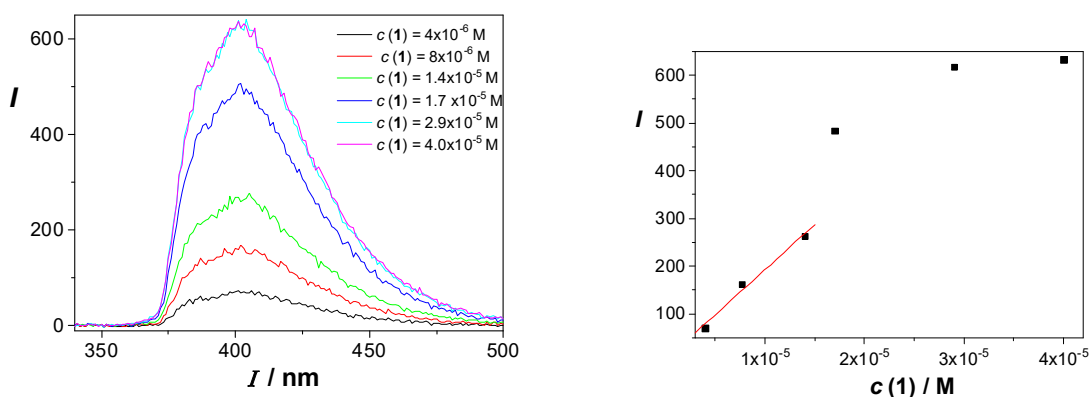 600
400
200
0
I
c (1) = 4x10⁻⁶ M
c (1) = 8x10⁻⁶ M
c (1) = 1.4x10⁻⁵ M
c (1) = 1.7 x10⁻⁵ M
c (1) = 2.9x10⁻⁵ M
c (1) = 4.0x10⁻⁵ M
350 400 450 500
I / nm
600
500
400
300
200
100
I
1x10⁻⁵ 2x10⁻⁵ 3x10⁻⁵ 4x10⁻⁵
c (1) / M